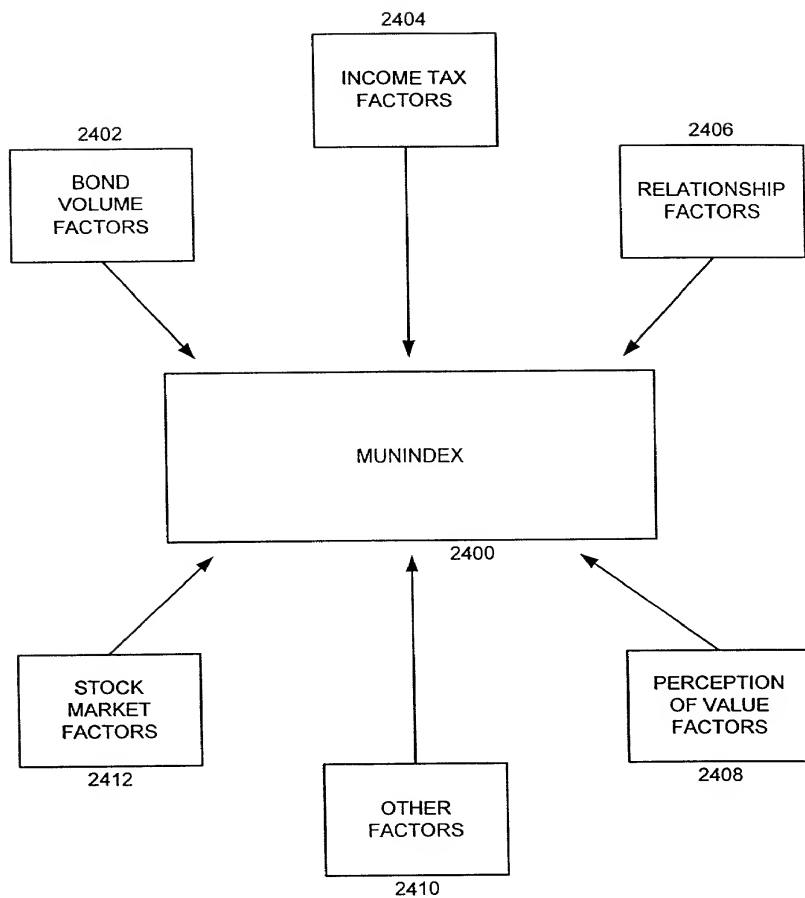 2404
INCOME TAX
FACTORS
2402
BOND
VOLUME
FACTORS
2406
RELATIONSHIP
FACTORS
MUNINDEX
2400
STOCK
MARKET
FACTORS
2412
OTHER
FACTORS
2410
PERCEPTION
OF VALUE
FACTORS
2408